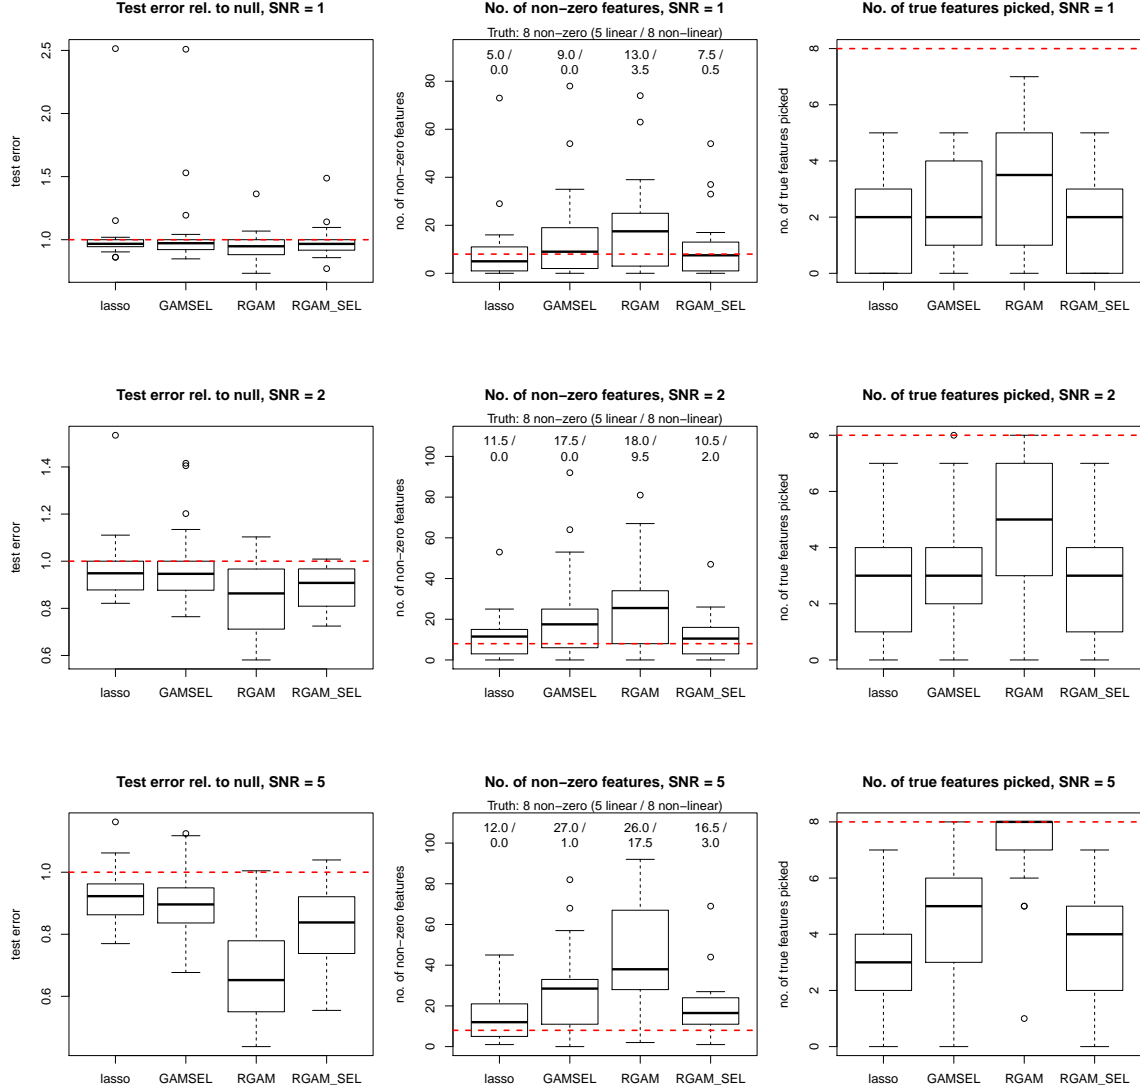 Test error rel. to null, SNR = 1
test error
2.5
2.0
1.5
1.0
lasso GAMSEL RGAM RGAM_SEL
No. of non−zero features, SNR = 1
Truth: 8 non−zero (5 linear / 8 non−linear)
5.0 / 9.0 / 13.0 / 7.5 /
0.0 0.0 3.5 0.5
no. of non−zero features
80
60
40
20
0
lasso GAMSEL RGAM RGAM_SEL
No. of true features picked, SNR = 1
no. of true features picked
8
6
4
2
0
lasso GAMSEL RGAM RGAM_SEL
Test error rel. to null, SNR = 2
test error
1.4
1.2
1.0
0.8
0.6
lasso GAMSEL RGAM RGAM_SEL
No. of non−zero features, SNR = 2
Truth: 8 non−zero (5 linear / 8 non−linear)
11.5 / 17.5 / 18.0 / 10.5 /
0.0 0.0 9.5 2.0
no. of non−zero features
100
80
60
40
20
0
lasso GAMSEL RGAM RGAM_SEL
No. of true features picked, SNR = 2
no. of true features picked
8
6
4
2
0
lasso GAMSEL RGAM RGAM_SEL
Test error rel. to null, SNR = 5
test error
1.0
0.8
0.6
lasso GAMSEL RGAM RGAM_SEL
No. of non−zero features, SNR = 5
Truth: 8 non−zero (5 linear / 8 non−linear)
12.0 / 27.0 / 26.0 / 16.5 /
0.0 1.0 17.5 3.0
no. of non−zero features
100
80
60
40
20
0
lasso GAMSEL RGAM RGAM_SEL
No. of true features picked, SNR = 5
no. of true features picked
8
6
4
2
0
lasso GAMSEL RGAM RGAM_SEL